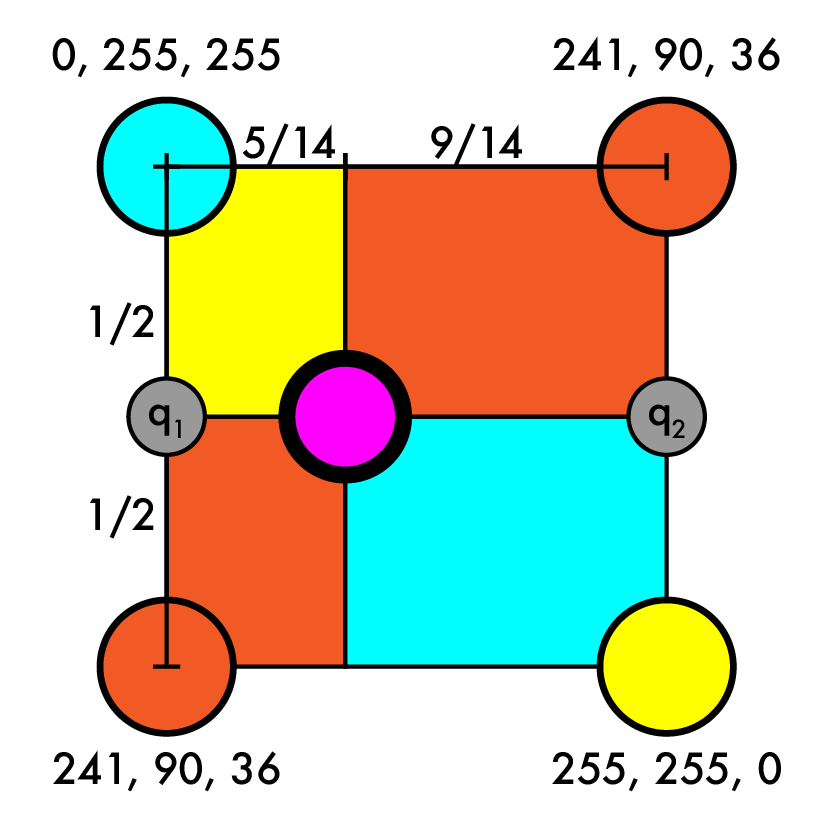 0, 255, 255
241, 90, 36
5/14
9/14
1/2
q₁
q₂
1/2
241, 90, 36
255, 255, 0